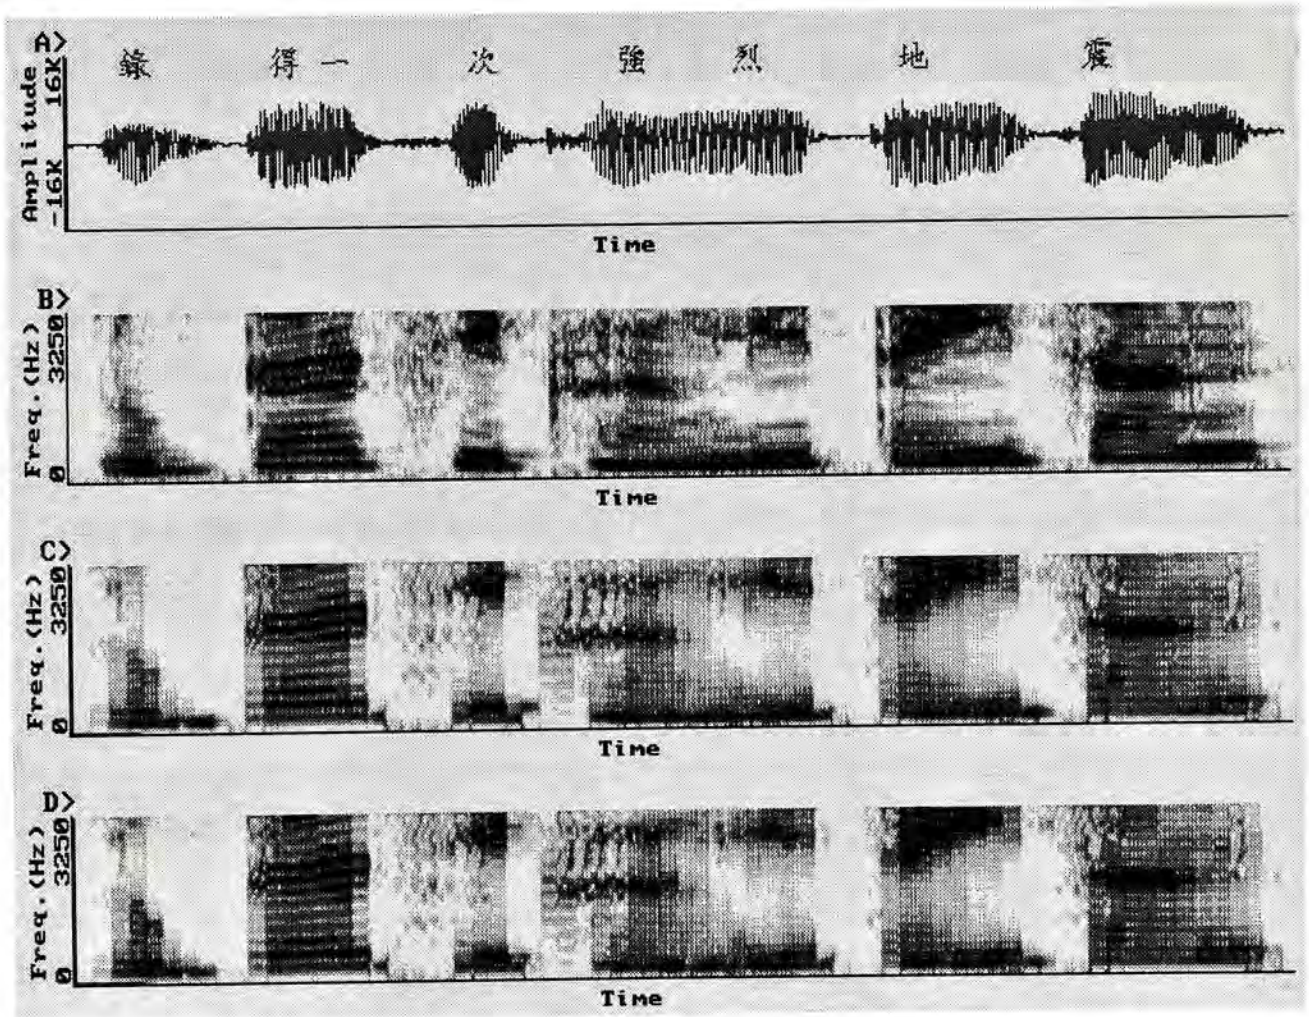 A>
錄 得 一 次 強 烈 地 震
Amplitude
-16K 16K
Time
B>
Freq.(Hz)
0 3250
Time
C>
Freq.(Hz)
0 3250
Time
D>
Freq.(Hz)
0 3250
Time